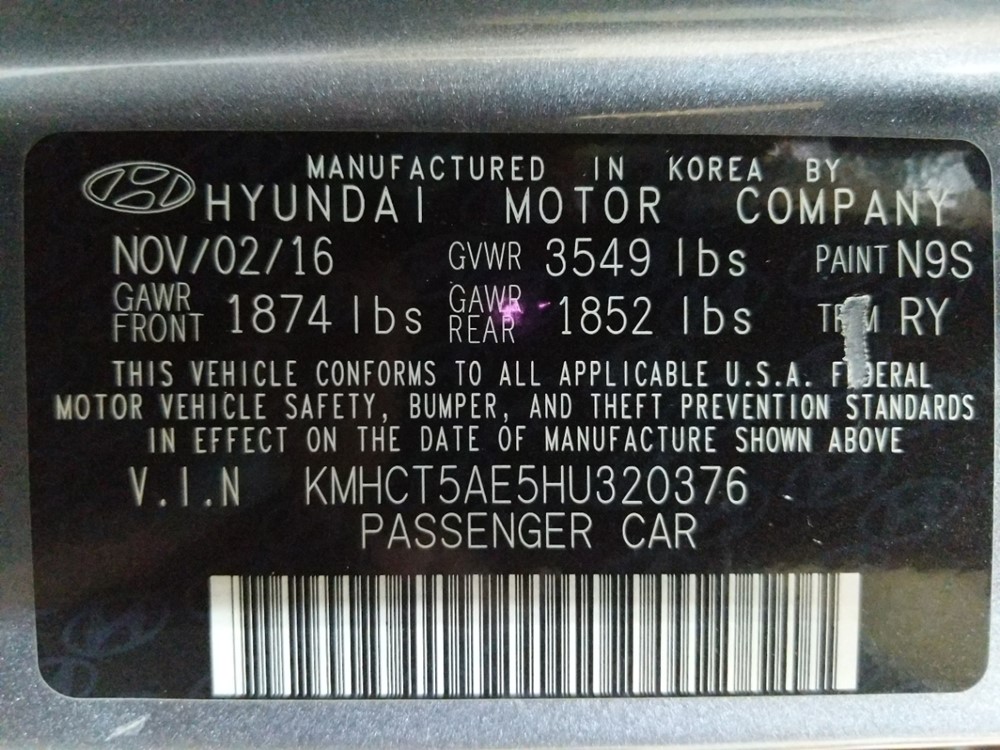 MANUFACTURED IN KOREA BY
HYUNDAI MOTOR COMPANY
NOV/02/16 GVWR 3549 lbs PAINT N9S
GAWR FRONT 1874 lbs GAWR REAR 1852 lbs TRIM RY
THIS VEHICLE CONFORMS TO ALL APPLICABLE U.S.A. FEDERAL
MOTOR VEHICLE SAFETY, BUMPER, AND THEFT PREVENTION STANDARDS
IN EFFECT ON THE DATE OF MANUFACTURE SHOWN ABOVE
V.I.N KMHCT5AE5HU320376
PASSENGER CAR